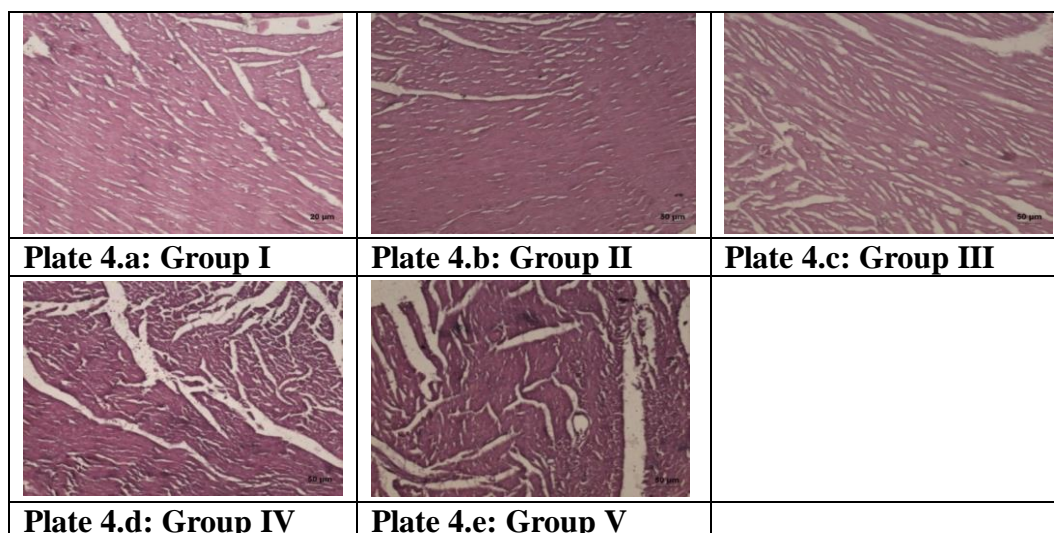 20 µm
50 µm
50 µm
Plate 4.a: Group I
Plate 4.b: Group II
Plate 4.c: Group III
50 µm
50 µm
Plate 4.d: Group IV
Plate 4.e: Group V